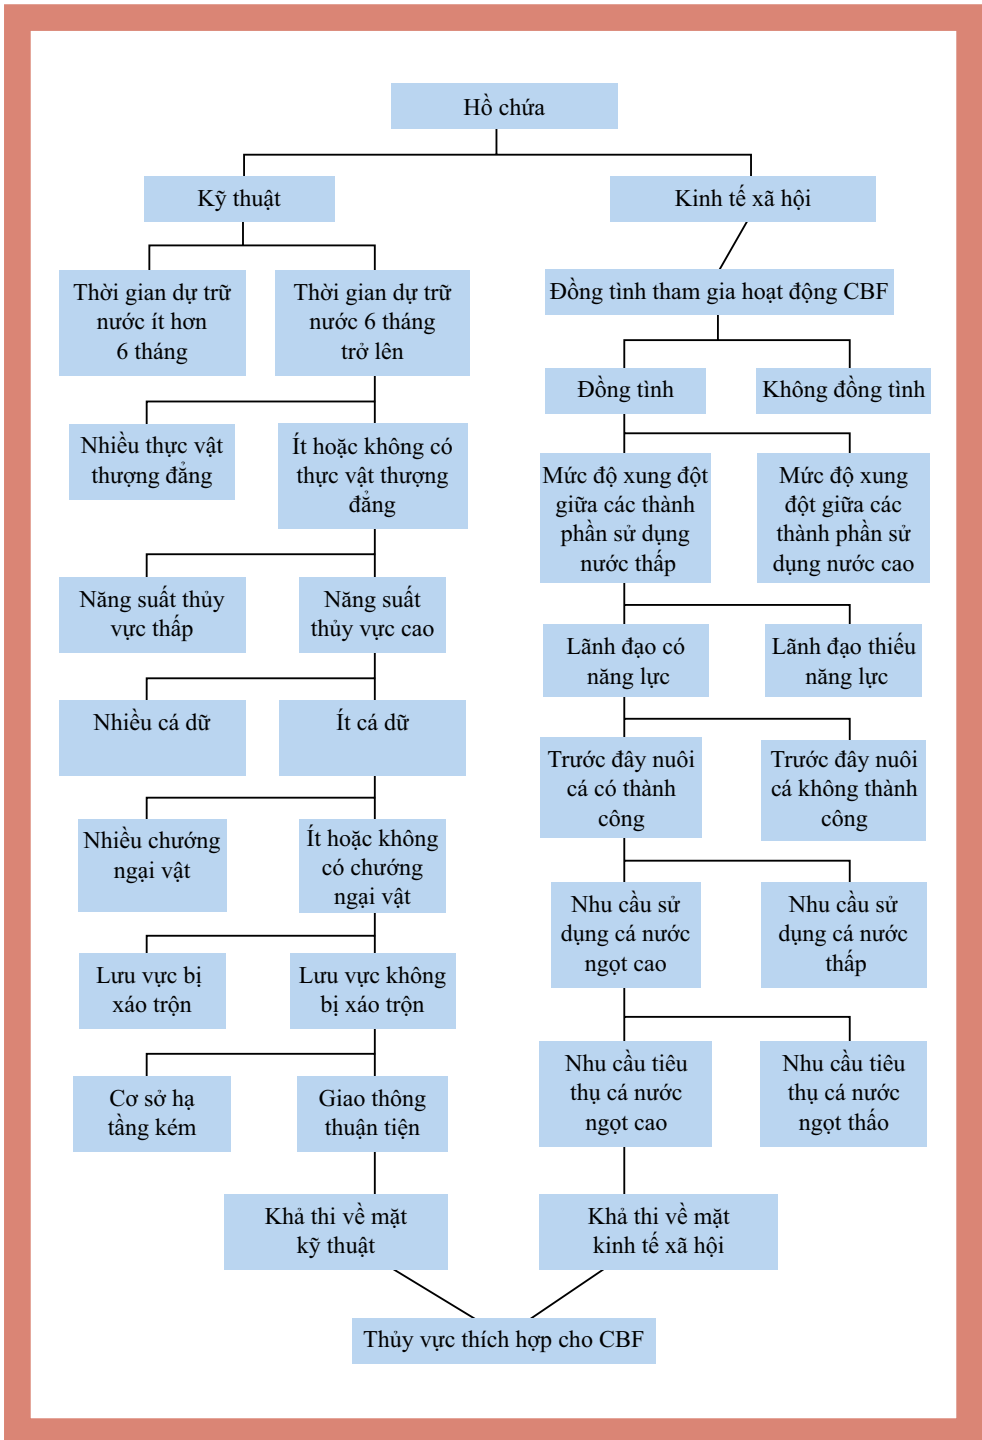 Hồ chứa
Kỹ thuật
Kinh tế xã hội
Thời gian dự trữ
nước ít hơn
6 tháng
Thời gian dự trữ
nước 6 tháng
trở lên
Đồng tình tham gia hoạt động CBF
Đồng tình
Không đồng tình
Nhiều thực vật
thượng đẳng
Ít hoặc không có
thực vật thượng
đẳng
Mức độ xung đột
giữa các thành
phần sử dụng
nước thấp
Mức độ xung
đột giữa các
thành phần sử
dụng nước cao
Năng suất thủy
vực thấp
Năng suất
thủy vực cao
Lãnh đạo có
năng lực
Lãnh đạo thiếu
năng lực
Nhiều cá dữ
Ít cá dữ
Trước đây nuôi
cá có thành
công
Trước đây nuôi
cá không thành
công
Nhiều chướng
ngại vật
Ít hoặc không
có chướng
ngại vật
Nhu cầu sử
dụng cá nước
ngọt cao
Nhu cầu sử
dụng cá nước
thấp
Lưu vực bị
xáo trộn
Lưu vực không
bị xáo trộn
Nhu cầu tiêu
thụ cá nước
ngọt cao
Nhu cầu tiêu
thụ cá nước
ngọt thấo
Cơ sở hạ
tầng kém
Giao thông
thuận tiện
Khả thi về mặt
kỹ thuật
Khả thi về mặt
kinh tế xã hội
Thủy vực thích hợp cho CBF